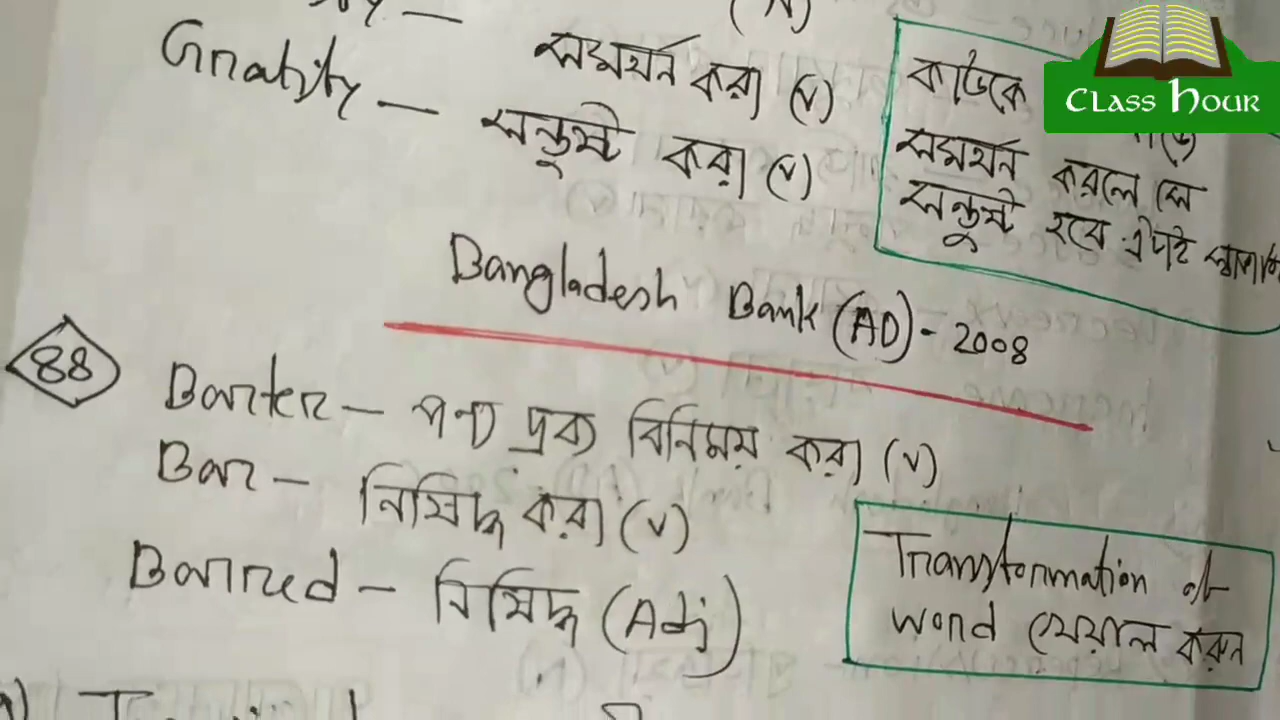 (N)
সমর্থন করা (v)
Gratify — সন্তুষ্ট করা (v)
কাউকে
সমর্থন করলে সে
সন্তুষ্ট হবে এটাই
CLASS HOUR
Bangladesh Bank (AD) - 2008
88
Barter — পণ্য দ্রব্য বিনিময় করা (v)
Bar — নিষিদ্ধ করা (v)
Barred — নিষিদ্ধ (Adj)
Transformation of
word খেয়াল করুন